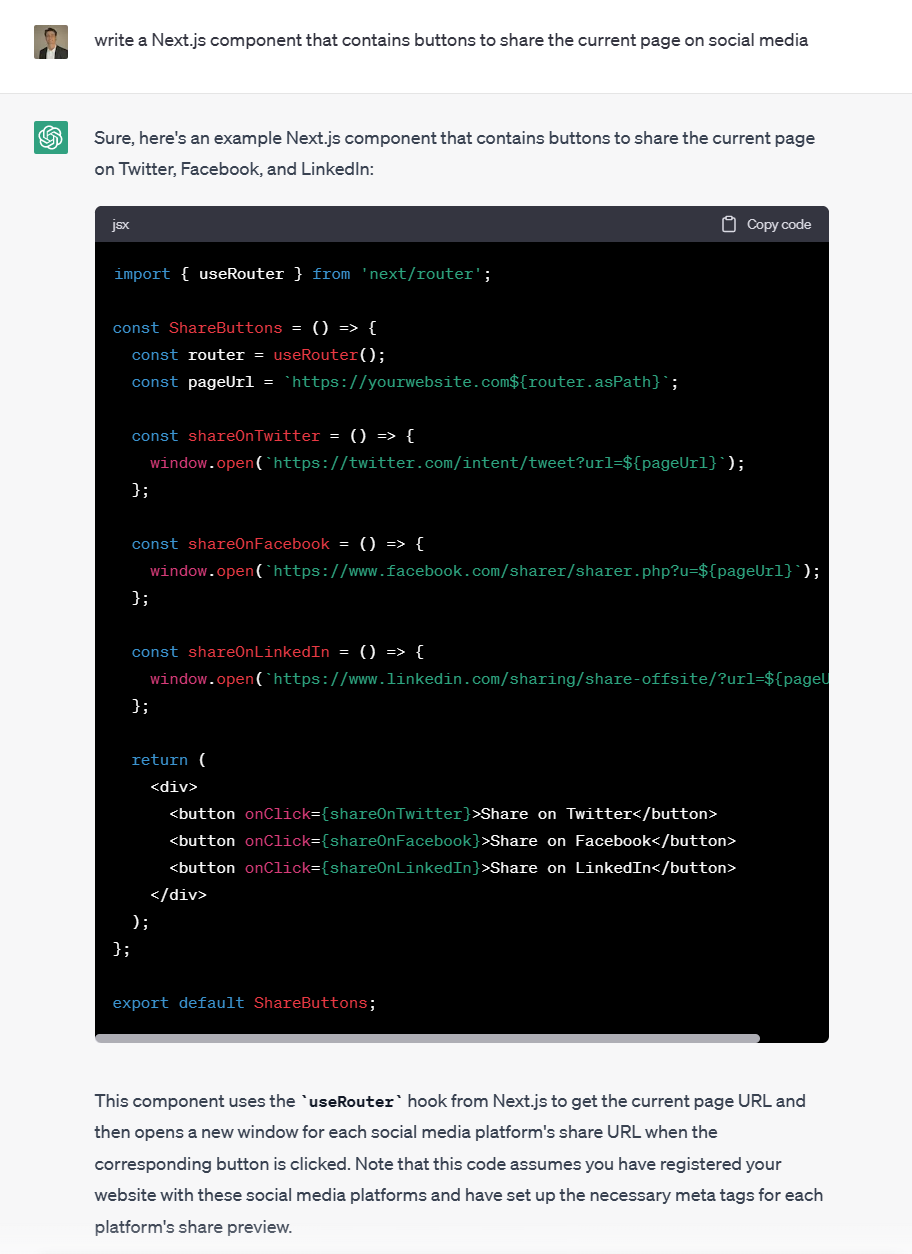 write a Next.js component that contains buttons to share the current page on social media
Sure, here's an example Next.js component that contains buttons to share the current page
on Twitter, Facebook, and LinkedIn:
jsx Copy code
import { useRouter } from 'next/router';
const ShareButtons = () => {
  const router = useRouter();
  const pageUrl = `https://yourwebsite.com${router.asPath}`;
  const shareOnTwitter = () => {
    window.open(`https://twitter.com/intent/tweet?url=${pageUrl}`);
  };
  const shareOnFacebook = () => {
    window.open(`https://www.facebook.com/sharer/sharer.php?u=${pageUrl}`);
  };
  const shareOnLinkedIn = () => {
    window.open(`https://www.linkedin.com/sharing/share-offsite/?url=${pageU
  };
  return (
    <div>
      <button onClick={shareOnTwitter}>Share on Twitter</button>
      <button onClick={shareOnFacebook}>Share on Facebook</button>
      <button onClick={shareOnLinkedIn}>Share on LinkedIn</button>
    </div>
  );
};
export default ShareButtons;
This component uses the `useRouter` hook from Next.js to get the current page URL and
then opens a new window for each social media platform's share URL when the
corresponding button is clicked. Note that this code assumes you have registered your
website with these social media platforms and have set up the necessary meta tags for each
platform's share preview.